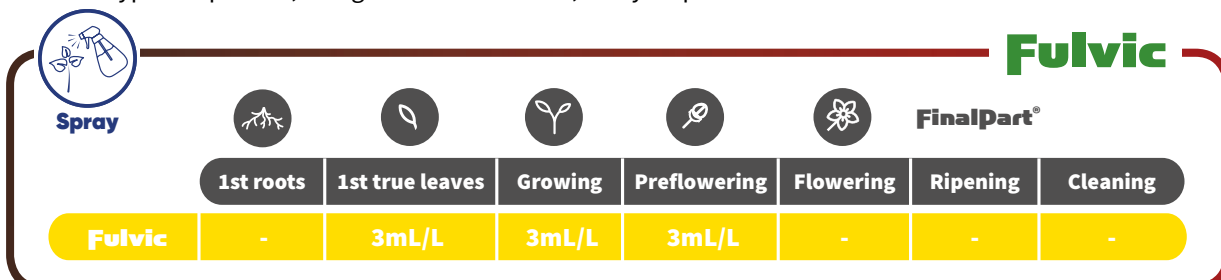 Fulvic
Spray
FinalPart®
1st roots 1st true leaves Growing Preflowering Flowering Ripening Cleaning
Fulvic - 3mL/L 3mL/L 3mL/L - - -